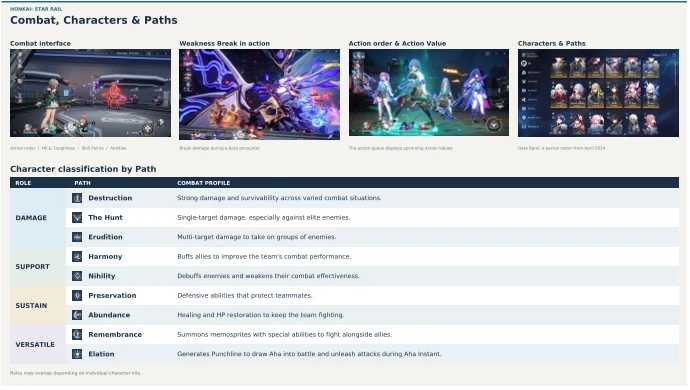 HONKAI: STAR RAIL
Combat, Characters & Paths
Combat interface
Weakness Break in action
Action order & Action Value
Characters & Paths
Action order | HP & Toughness | Skill Points | Abilities
Break damage during a boss encounter
The action queue displays upcoming Action Values
Data Bank: a partial roster from April 2024
Character classification by Path
ROLE PATH COMBAT PROFILE
DAMAGE
Destruction Strong damage and survivability across varied combat situations.
The Hunt Single-target damage, especially against elite enemies.
Erudition Multi-target damage to take on groups of enemies.
SUPPORT
Harmony Buffs allies to improve the team's combat performance.
Nihility Debuffs enemies and weakens their combat effectiveness.
SUSTAIN
Preservation Defensive abilities that protect teammates.
Abundance Healing and HP restoration to keep the team fighting.
VERSATILE
Remembrance Summons memosprites with special abilities to fight alongside allies.
Elation Generates Punchline to draw Aha into battle and unleash attacks during Aha Instant.
Roles may overlap depending on individual character kits.